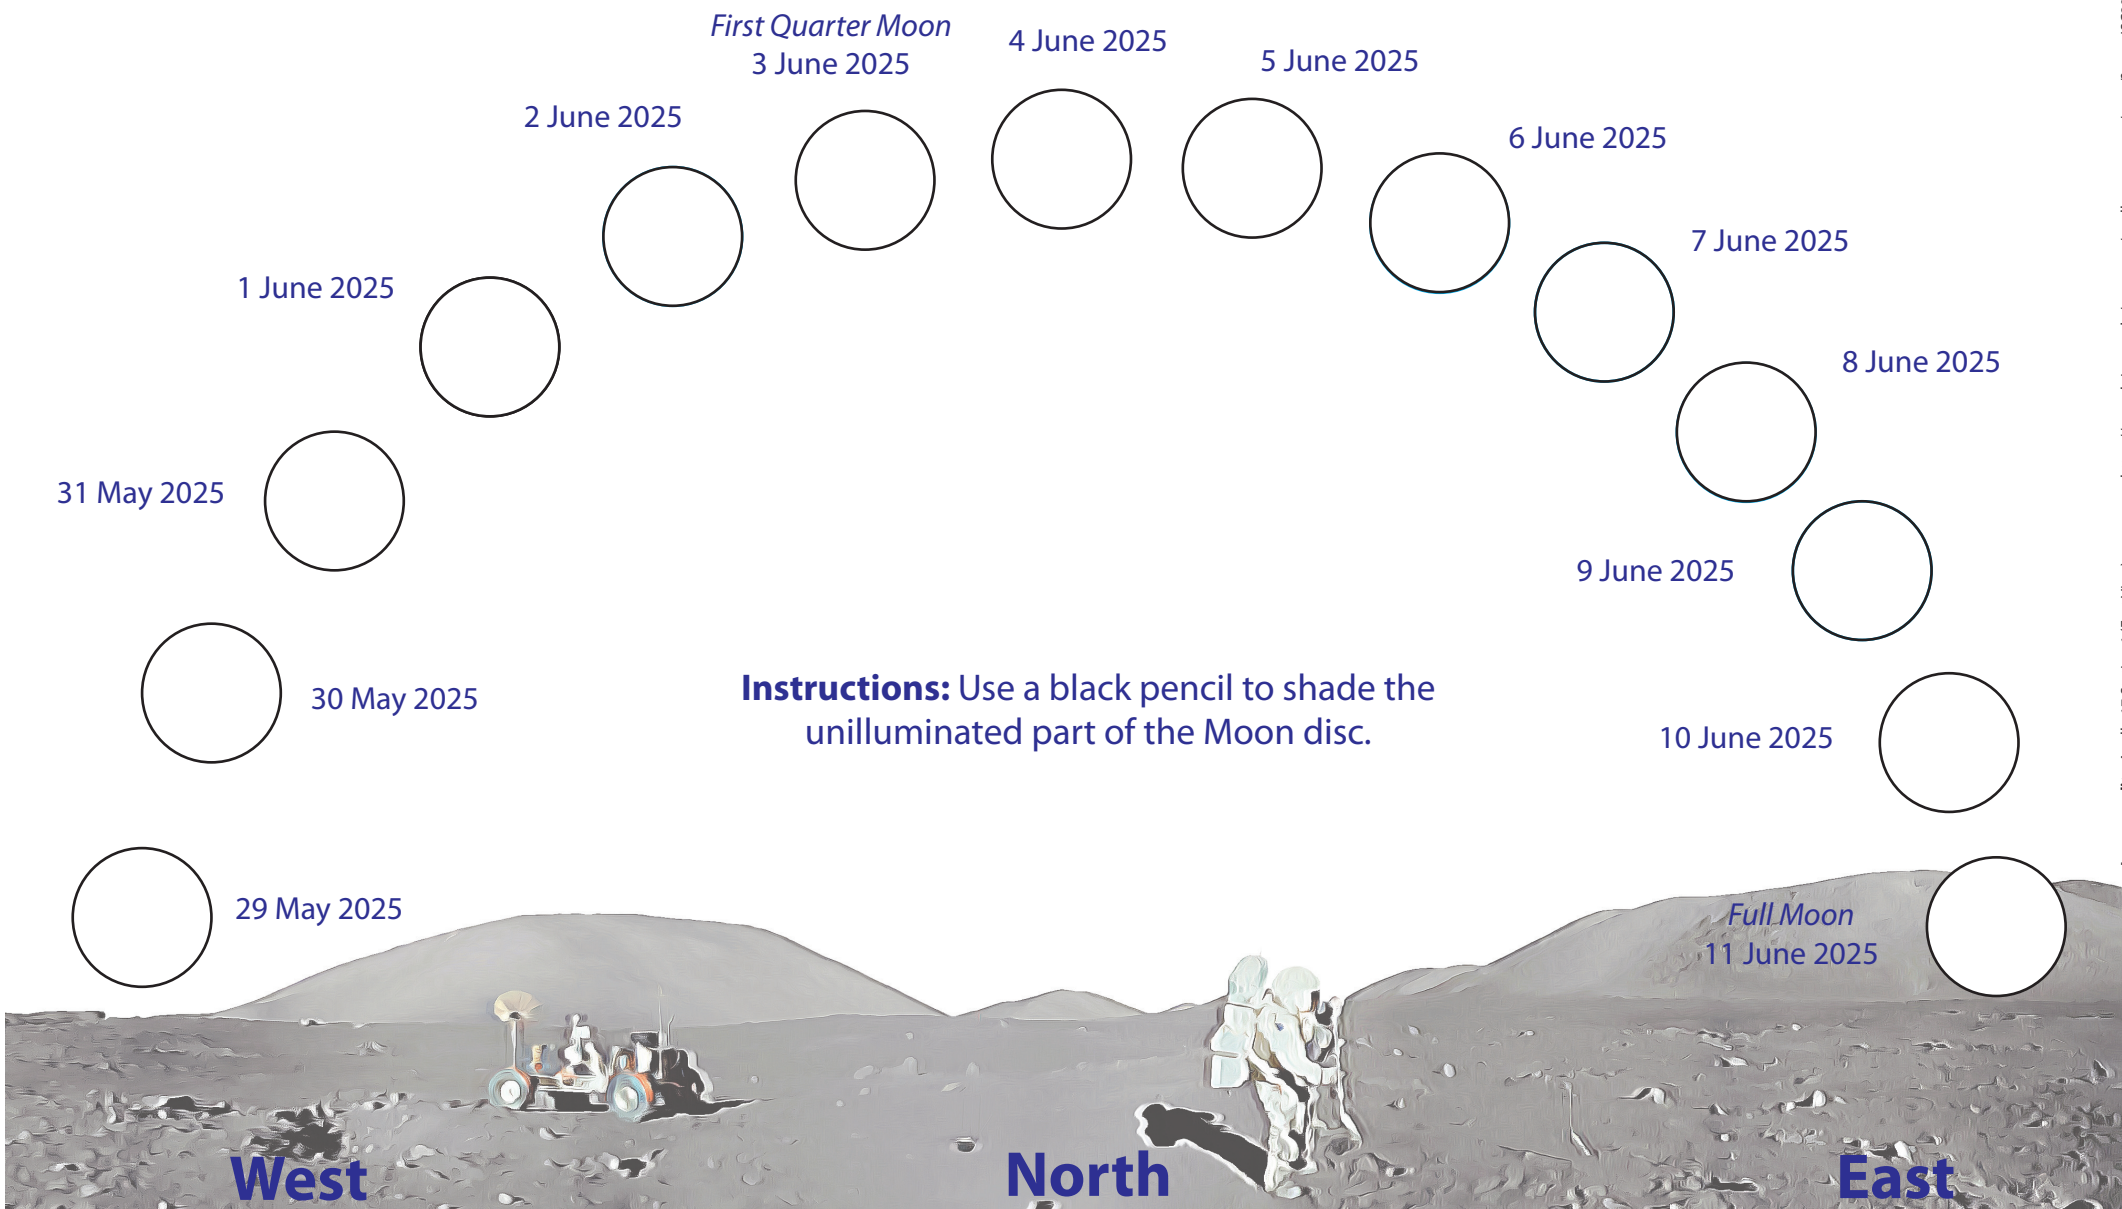 First Quarter Moon
3 June 2025
4 June 2025
5 June 2025
2 June 2025
6 June 2025
7 June 2025
1 June 2025
8 June 2025
31 May 2025
9 June 2025
30 May 2025
Instructions: Use a black pencil to shade the
unilluminated part of the Moon disc.
10 June 2025
29 May 2025
Full Moon
11 June 2025
West
North
East